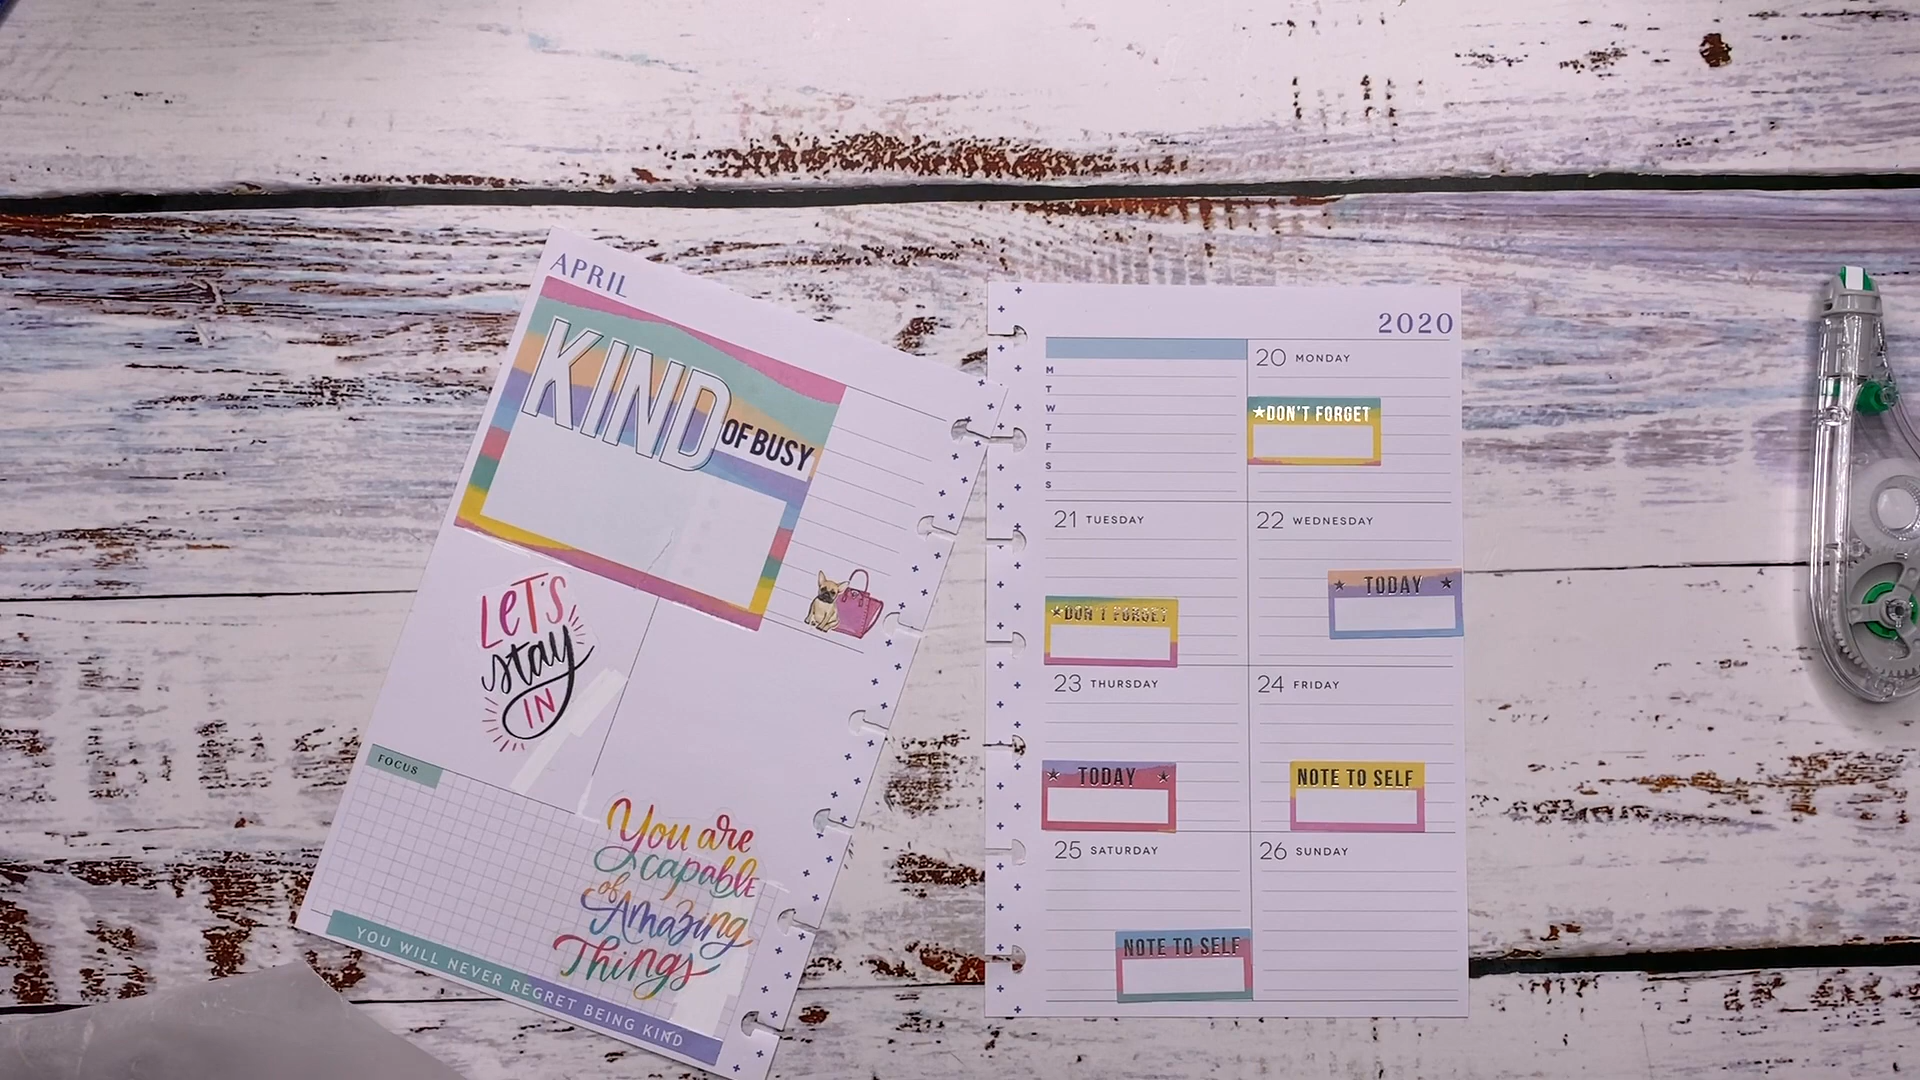 APRIL
KIND
OF BUSY
LET'S
stay
IN
FOCUS
You are
capable
of
Amazing
Things
YOU WILL NEVER REGRET BEING KIND
2020
M
T
W
T
F
S
S
20 MONDAY
DON'T FORGET
21 TUESDAY
DON'T FORGET
22 WEDNESDAY
TODAY
23 THURSDAY
TODAY
24 FRIDAY
NOTE TO SELF
25 SATURDAY
NOTE TO SELF
26 SUNDAY